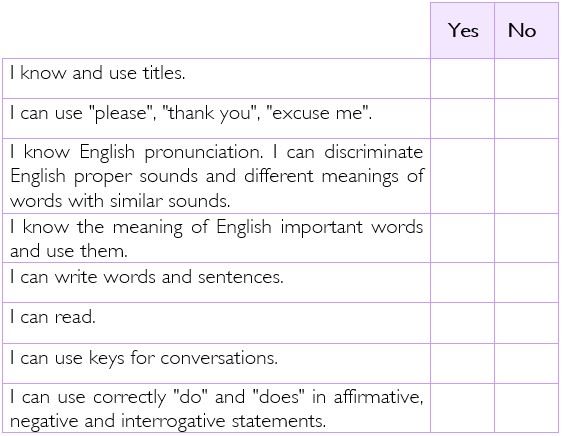 Yes No
I know and use titles.
I can use "please", "thank you", "excuse me".
I know English pronunciation. I can discriminate
English proper sounds and different meanings of
words with similar sounds.
I know the meaning of English important words
and use them.
I can write words and sentences.
I can read.
I can use keys for conversations.
I can use correctly "do" and "does" in affirmative,
negative and interrogative statements.